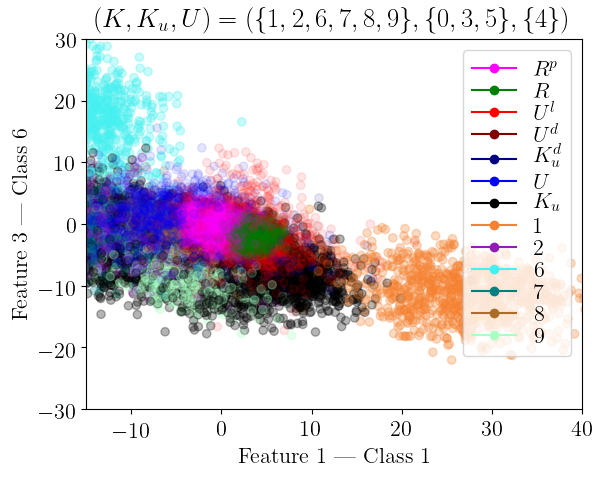 (K, K_u, U) = ({1, 2, 6, 7, 8, 9}, {0, 3, 5}, {4})
30
20
10
0
−10
−20
−30
Feature 3 — Class 6
−10
0
10
20
30
40
Feature 1 — Class 1
R^p
R
U^l
U^d
K_u^d
U
K_u
1
2
6
7
8
9